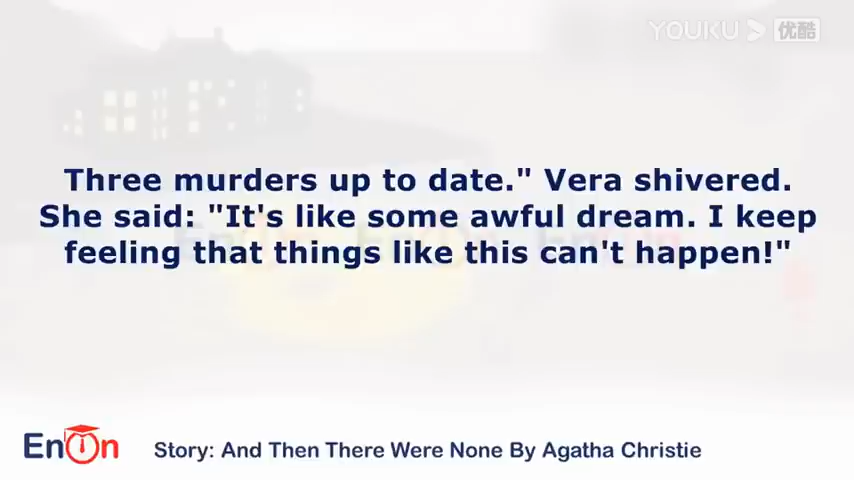 YOUKU 优酷
Three murders up to date." Vera shivered.
She said: "It's like some awful dream. I keep
feeling that things like this can't happen!"
EnOn
Story: And Then There Were None By Agatha Christie